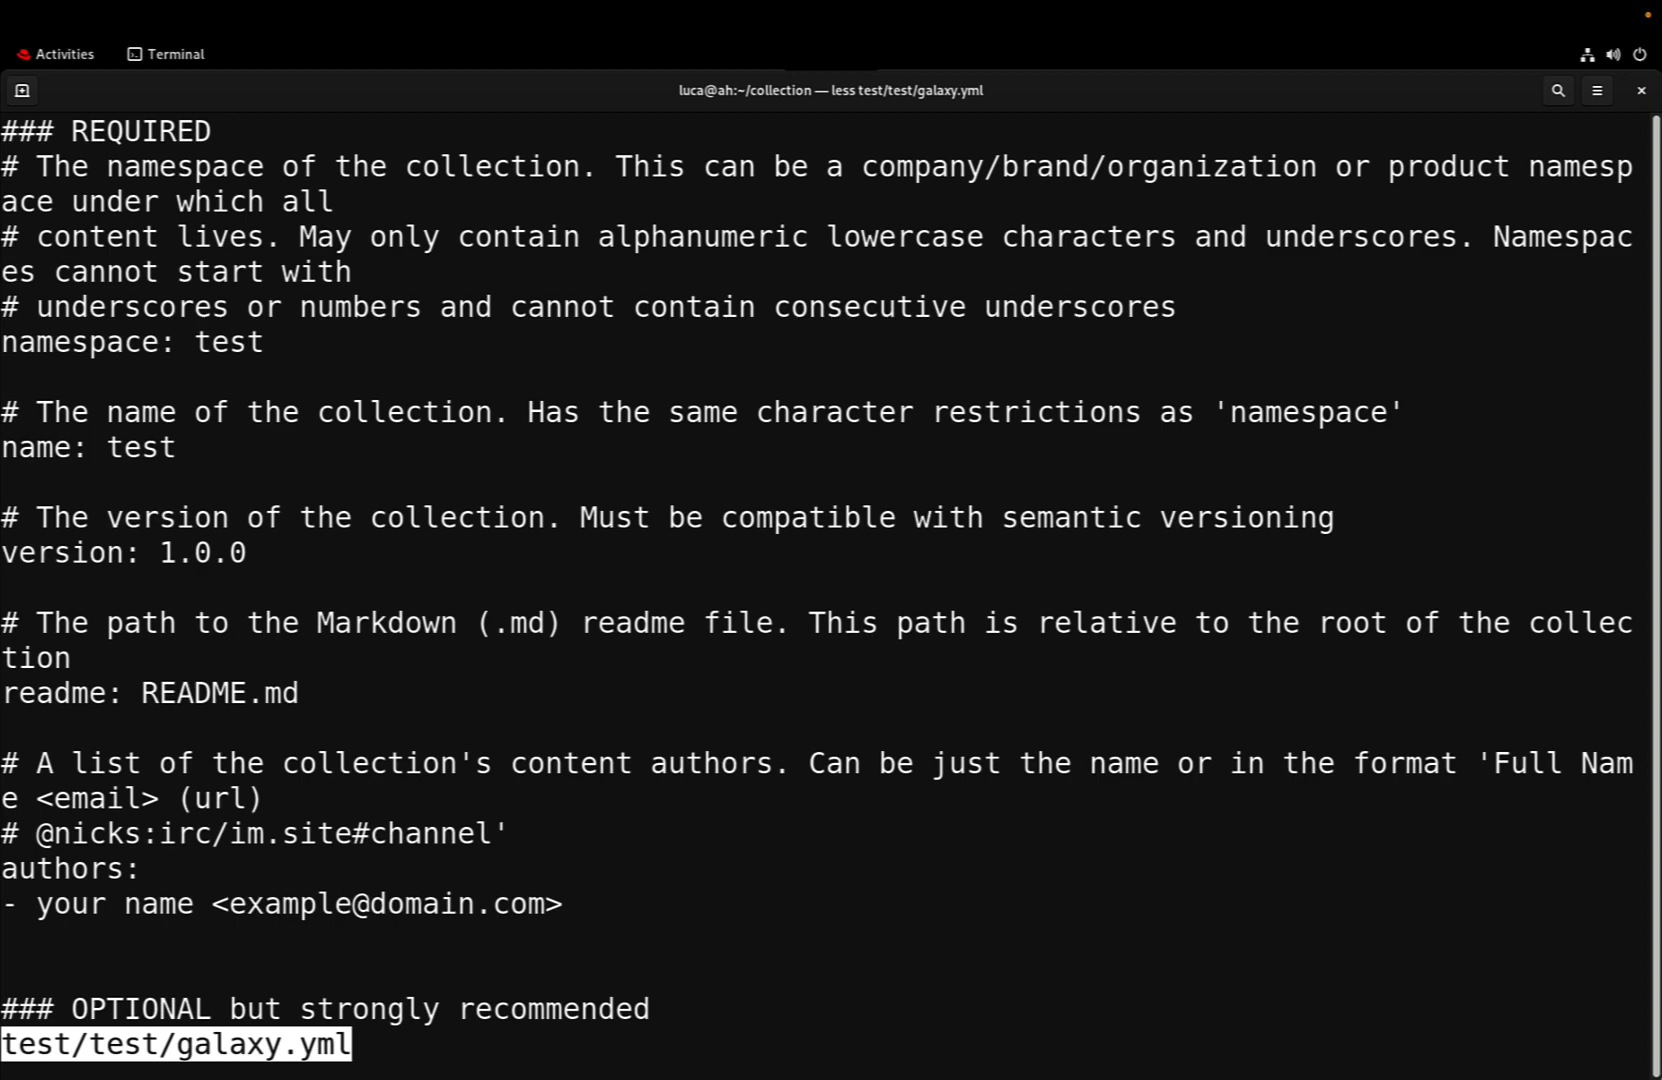 Activities Terminal
luca@ah:~/collection — less test/test/galaxy.yml
### REQUIRED
# The namespace of the collection. This can be a company/brand/organization or product namesp
ace under which all
# content lives. May only contain alphanumeric lowercase characters and underscores. Namespac
es cannot start with
# underscores or numbers and cannot contain consecutive underscores
namespace: test
# The name of the collection. Has the same character restrictions as 'namespace'
name: test
# The version of the collection. Must be compatible with semantic versioning
version: 1.0.0
# The path to the Markdown (.md) readme file. This path is relative to the root of the collec
tion
readme: README.md
# A list of the collection's content authors. Can be just the name or in the format 'Full Nam
e <email> (url)
# @nicks:irc/im.site#channel'
authors:
- your name <example@domain.com>
### OPTIONAL but strongly recommended
test/test/galaxy.yml